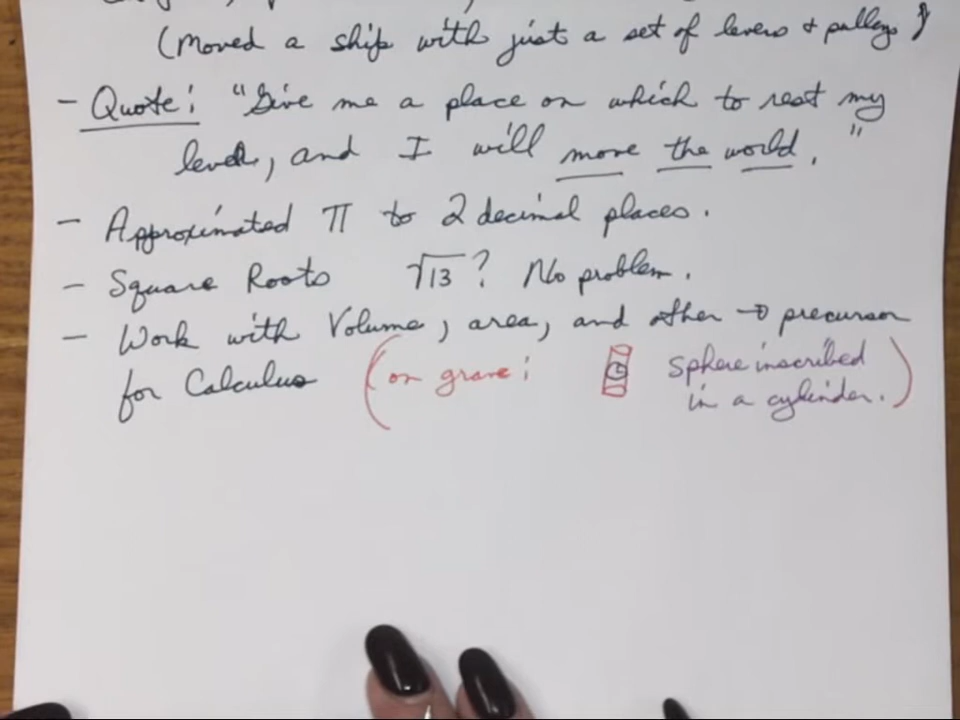 (Moved a ship with just a set of levers + pulleys)
- Quote: "Give me a place on which to rest my
lever, and I will move the world."
- Approximated π to 2 decimal places.
- Square Roots √13? No problem.
- Work with Volume, area, and other → precursor
for Calculus (on grave: sphere inscribed
in a cylinder.)